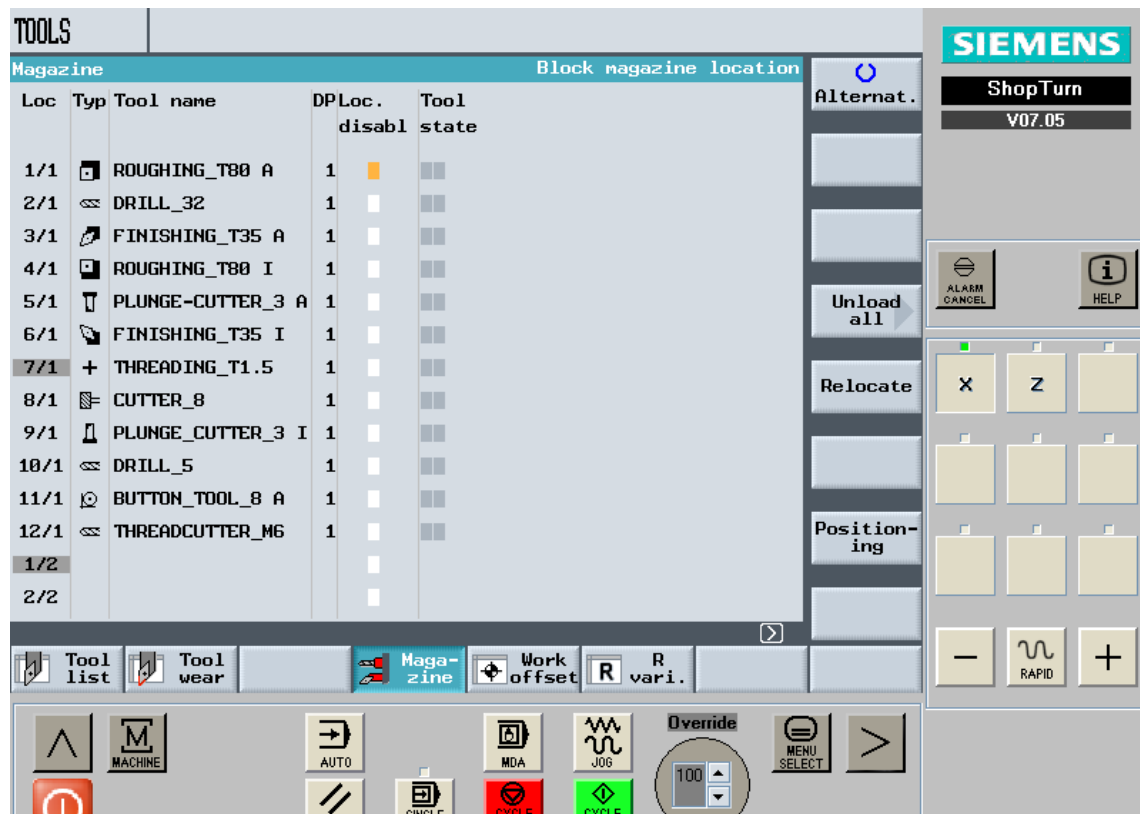 TOOLS
SIEMENS
ShopTurn
V07.05
Magazine Block magazine location
Alternat.
Loc Typ Tool name DP Loc. Tool
disabl state
1/1 ROUGHING_T80 A 1
2/1 DRILL_32 1
3/1 FINISHING_T35 A 1
4/1 ROUGHING_T80 I 1
5/1 PLUNGE-CUTTER_3 A 1
6/1 FINISHING_T35 I 1
7/1 THREADING_T1.5 1
8/1 CUTTER_8 1
9/1 PLUNGE_CUTTER_3 I 1
10/1 DRILL_5 1
11/1 BUTTON_TOOL_8 A 1
12/1 THREADCUTTER_M6 1
1/2
2/2
Unload
all
Relocate
Position-
ing
ALARM
CANCEL
i
HELP
X Z
RAPID
Tool
list
Tool
wear
Maga-
zine
Work
offset
R
R
vari.
M
MACHINE
AUTO
MDA
JOG
Override
100
MENU
SELECT
SINGLE
CYCLE
CYCLE